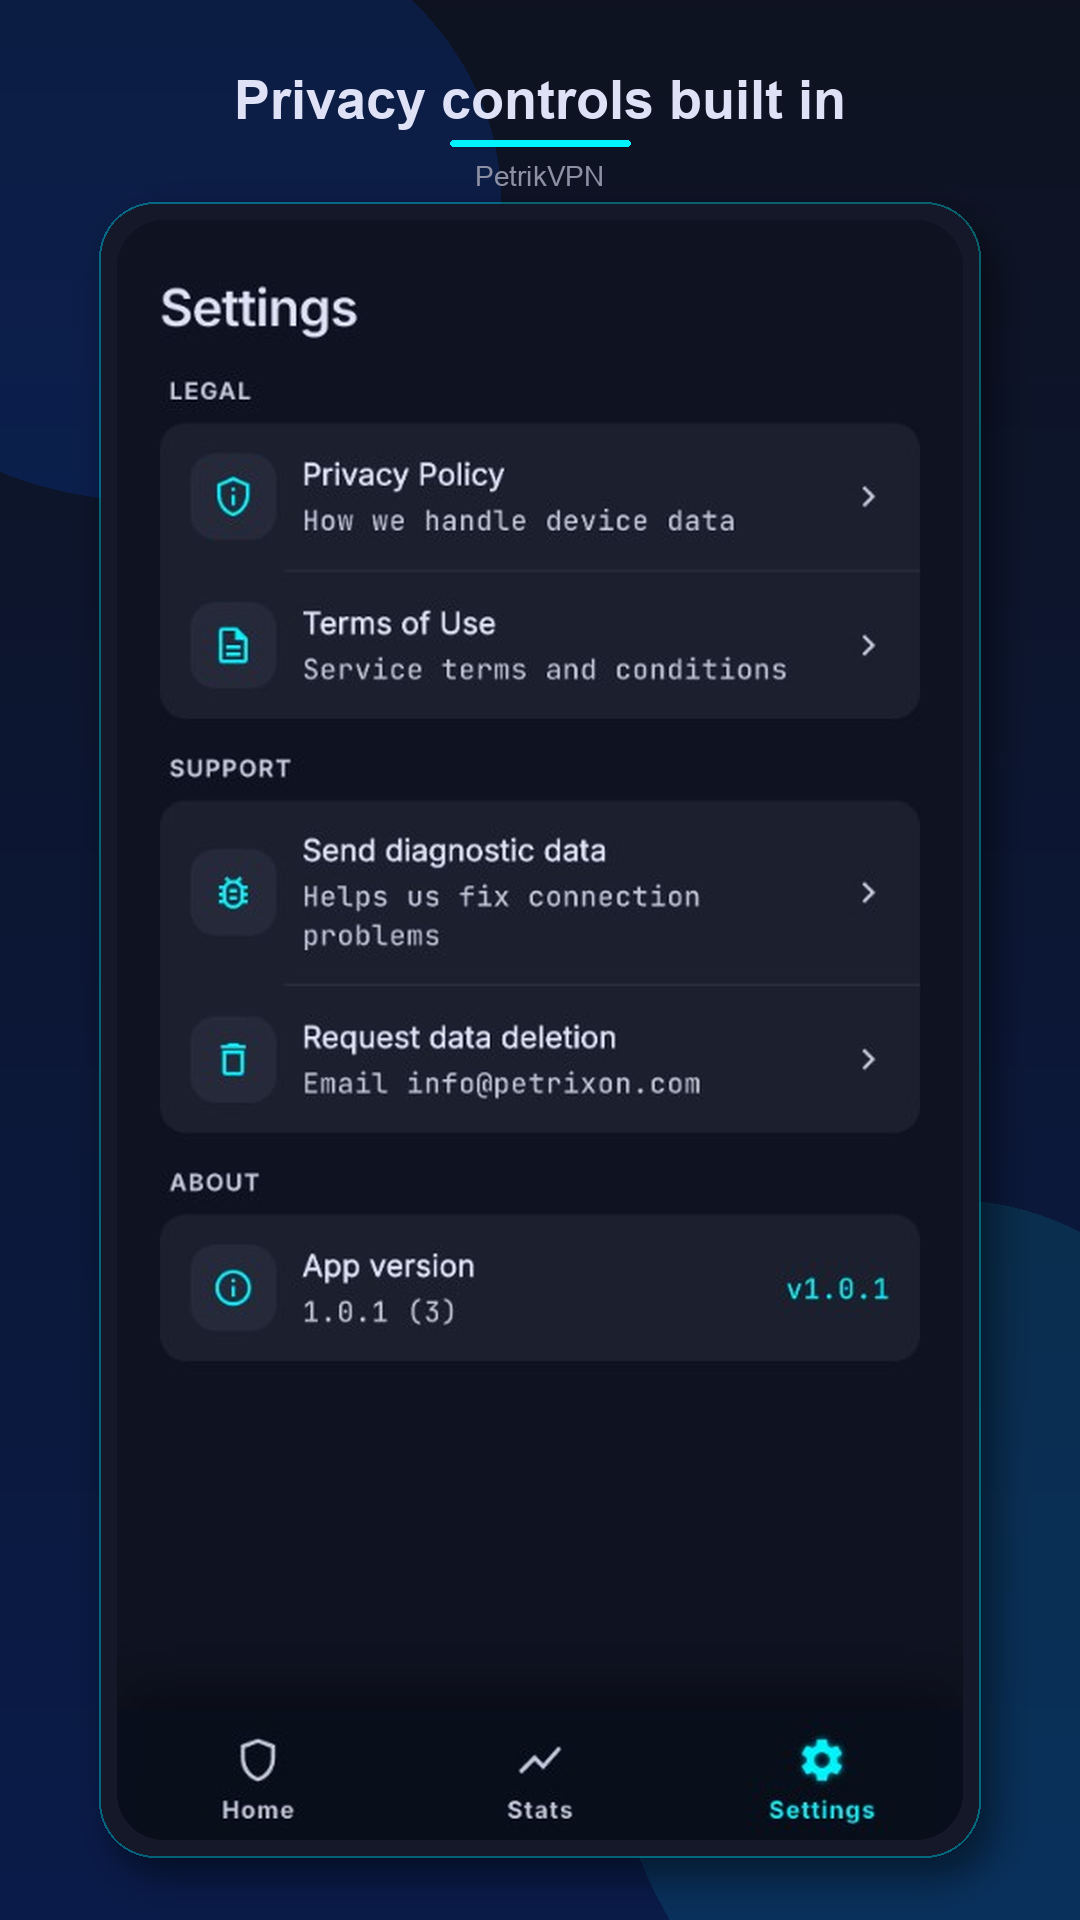 Privacy controls built in
PetrikVPN
Settings
LEGAL
Privacy Policy
How we handle device data
Terms of Use
Service terms and conditions
SUPPORT
Send diagnostic data
Helps us fix connection
problems
Request data deletion
Email info@petrixon.com
ABOUT
App version
1.0.1 (3)
v1.0.1
Home
Stats
Settings